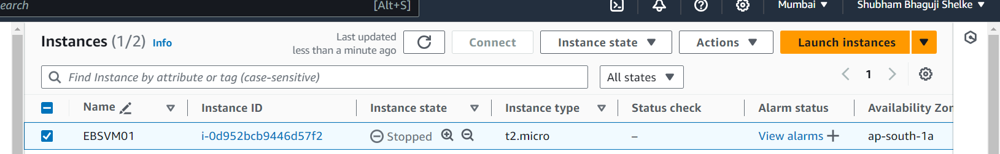 earch [Alt+S] Mumbai ▼ Shubham Bhaguji Shelke ▼
Instances (1/2) Info Last updated less than a minute ago Connect Instance state ▼ Actions ▼ Launch instances ▼
Find Instance by attribute or tag (case-sensitive) All states ▼ < 1 >
Name Instance ID Instance state Instance type Status check Alarm status Availability Zon
EBSVM01 i-0d952bcb9446d57f2 Stopped t2.micro – View alarms + ap-south-1a